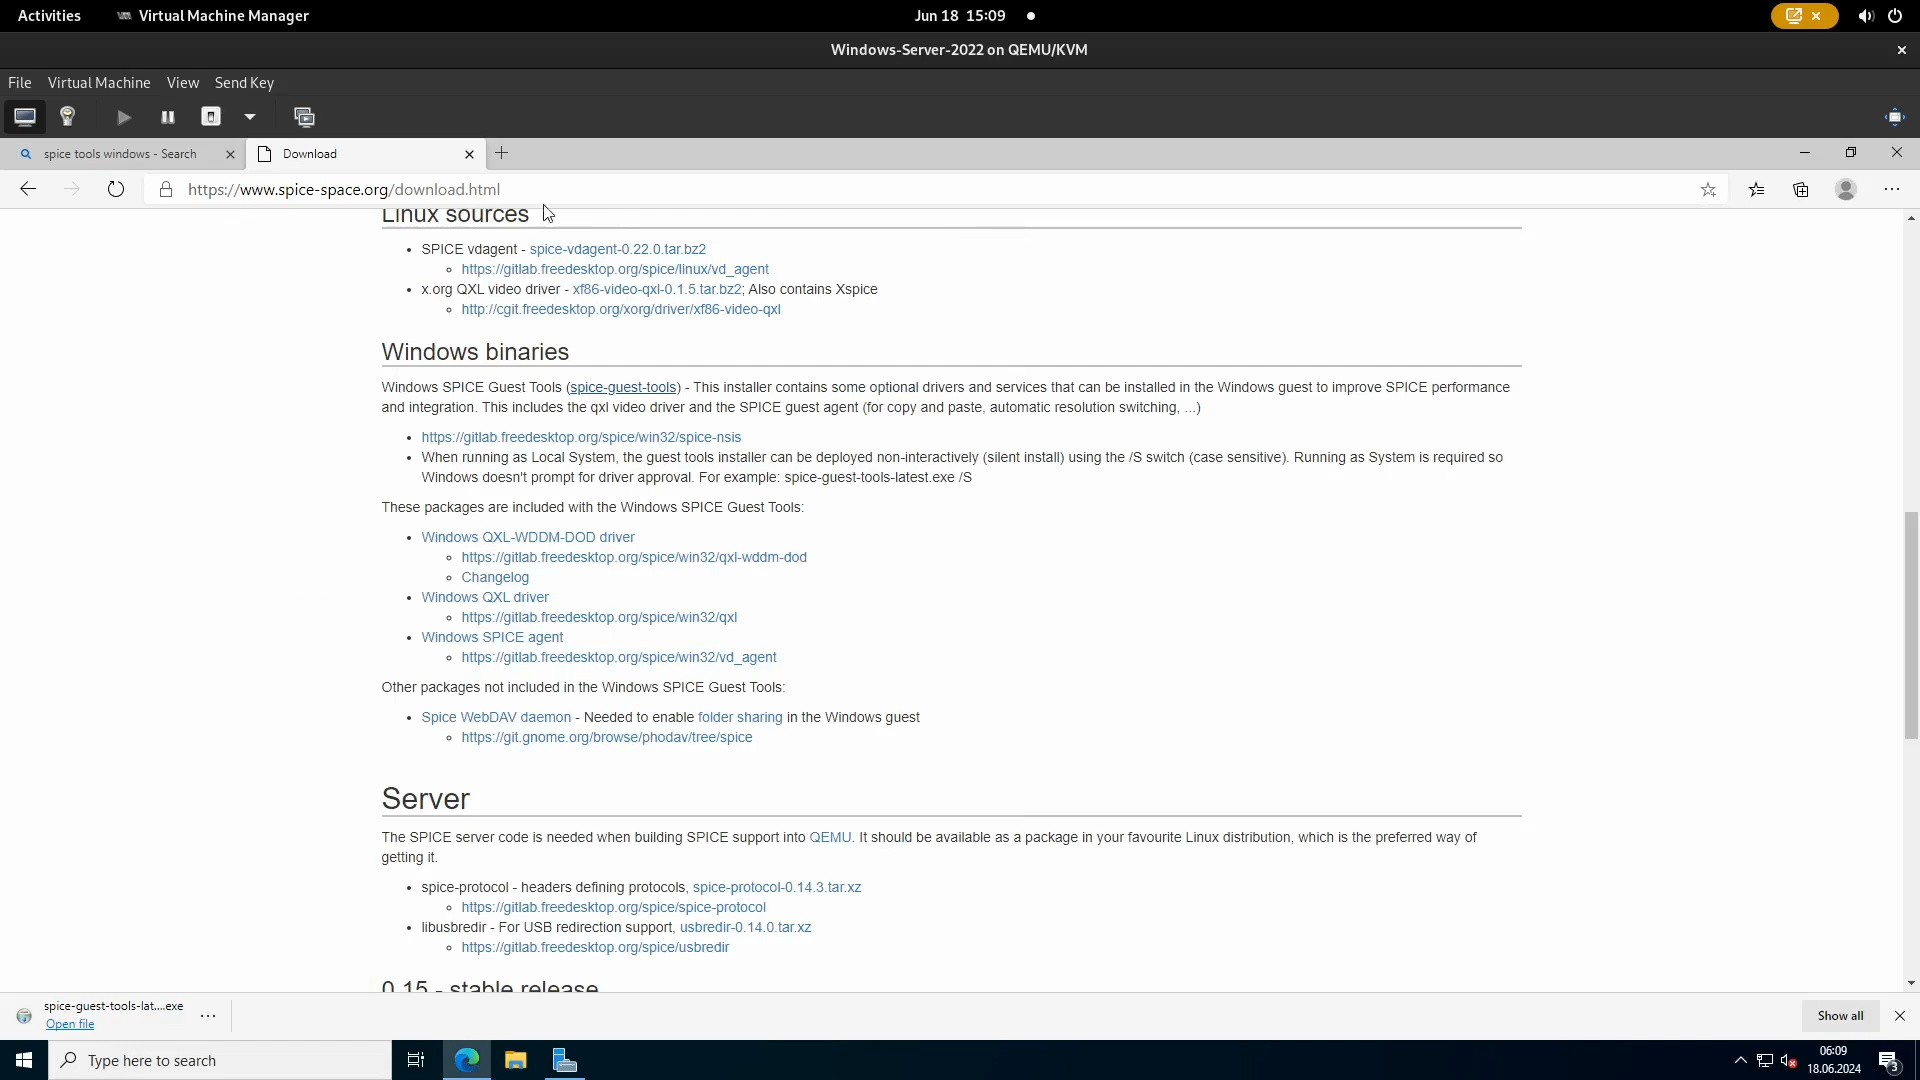 Activities
Virtual Machine Manager
Jun 18 15:09
Windows-Server-2022 on QEMU/KVM
File Virtual Machine View Send Key
spice tools windows - Search
Download
https://www.spice-space.org/download.html
Linux sources
SPICE vdagent - spice-vdagent-0.22.0.tar.bz2
https://gitlab.freedesktop.org/spice/linux/vd_agent
x.org QXL video driver - xf86-video-qxl-0.1.5.tar.bz2; Also contains Xspice
http://cgit.freedesktop.org/xorg/driver/xf86-video-qxl
Windows binaries
Windows SPICE Guest Tools (spice-guest-tools) - This installer contains some optional drivers and services that can be installed in the Windows guest to improve SPICE performance
and integration. This includes the qxl video driver and the SPICE guest agent (for copy and paste, automatic resolution switching, ...)
https://gitlab.freedesktop.org/spice/win32/spice-nsis
When running as Local System, the guest tools installer can be deployed non-interactively (silent install) using the /S switch (case sensitive). Running as System is required so
Windows doesn't prompt for driver approval. For example: spice-guest-tools-latest.exe /S
These packages are included with the Windows SPICE Guest Tools:
Windows QXL-WDDM-DOD driver
https://gitlab.freedesktop.org/spice/win32/qxl-wddm-dod
Changelog
Windows QXL driver
https://gitlab.freedesktop.org/spice/win32/qxl
Windows SPICE agent
https://gitlab.freedesktop.org/spice/win32/vd_agent
Other packages not included in the Windows SPICE Guest Tools:
Spice WebDAV daemon - Needed to enable folder sharing in the Windows guest
https://git.gnome.org/browse/phodav/tree/spice
Server
The SPICE server code is needed when building SPICE support into QEMU. It should be available as a package in your favourite Linux distribution, which is the preferred way of
getting it.
spice-protocol - headers defining protocols, spice-protocol-0.14.3.tar.xz
https://gitlab.freedesktop.org/spice/spice-protocol
libusbredir - For USB redirection support, usbredir-0.14.0.tar.xz
https://gitlab.freedesktop.org/spice/usbredir
0.15 - stable release
spice-guest-tools-lat....exe
Open file
Show all
Type here to search
06:09
18.06.2024
3